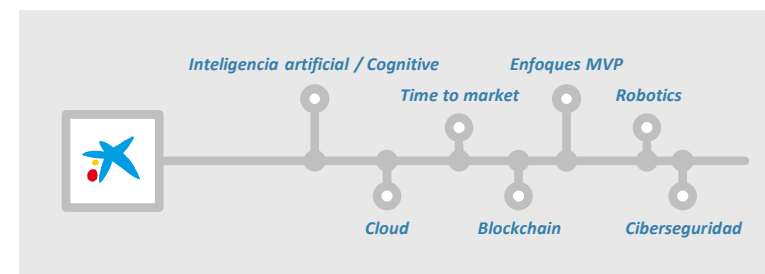 Inteligencia artificial / Cognitive
Enfoques MVP
Time to market
Robotics
Cloud
Blockchain
Ciberseguridad